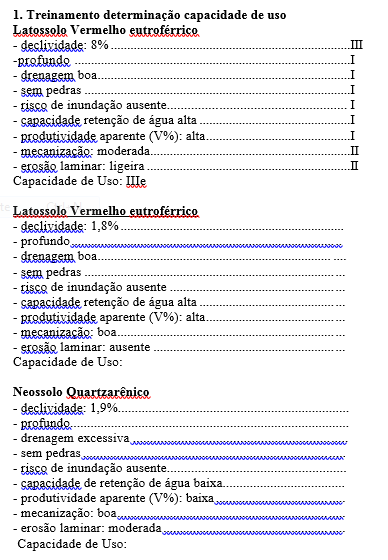 1. Treinamento determinação capacidade de uso
Latossolo Vermelho eutroférrico
- declividade: 8% ..........................................................................III
-profundo ....................................................................................I
- drenagem boa..............................................................................I
- sem pedras ..................................................................................I
- risco de inundação ausente........................................................ I
- capacidade retenção de água alta ...............................................I
- produtividade aparente (V%): alta.............................................I
- mecanização: moderada..............................................................II
- erosão laminar: ligeira ................................................................II
Capacidade de Uso: IIIe
Latossolo Vermelho eutroférrico
- declividade: 1,8%.....................................................................
- profundo....................................................................................
- drenagem boa......................................................................... ...
- sem pedras.................................................................................
- risco de inundação ausente ......................................................
- capacidade retenção de água alta .............................................
- produtividade aparente (V%): alta...........................................
- mecanização: boa......................................................................
- erosão laminar: ausente ............................................................
Capacidade de Uso:
Neossolo Quartzarênico
- declividade: 1,9%.....................................................................
- profundo ...................................................................................
- drenagem excessiva..................................................................
- sem pedras.................................................................................
- risco de inundação ausente.......................................................
- capacidade de retenção de água baixa......................................
- produtividade aparente (V%): baixa........................................
- mecanização: boa......................................................................
- erosão laminar: moderada.........................................................
Capacidade de Uso: